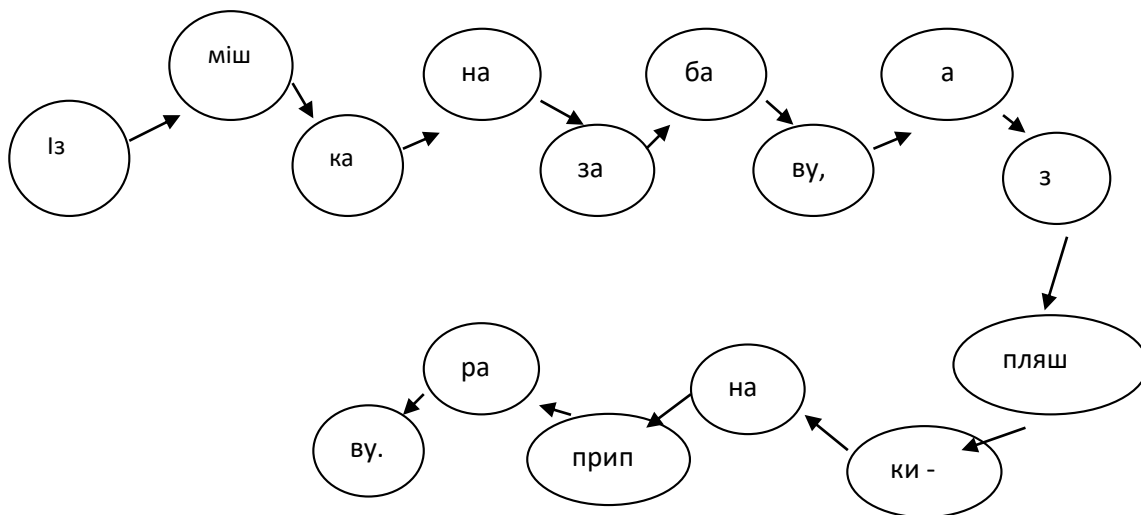 Із міш ка на за ба ву, а з
пляш
ки - на прип ра ву.